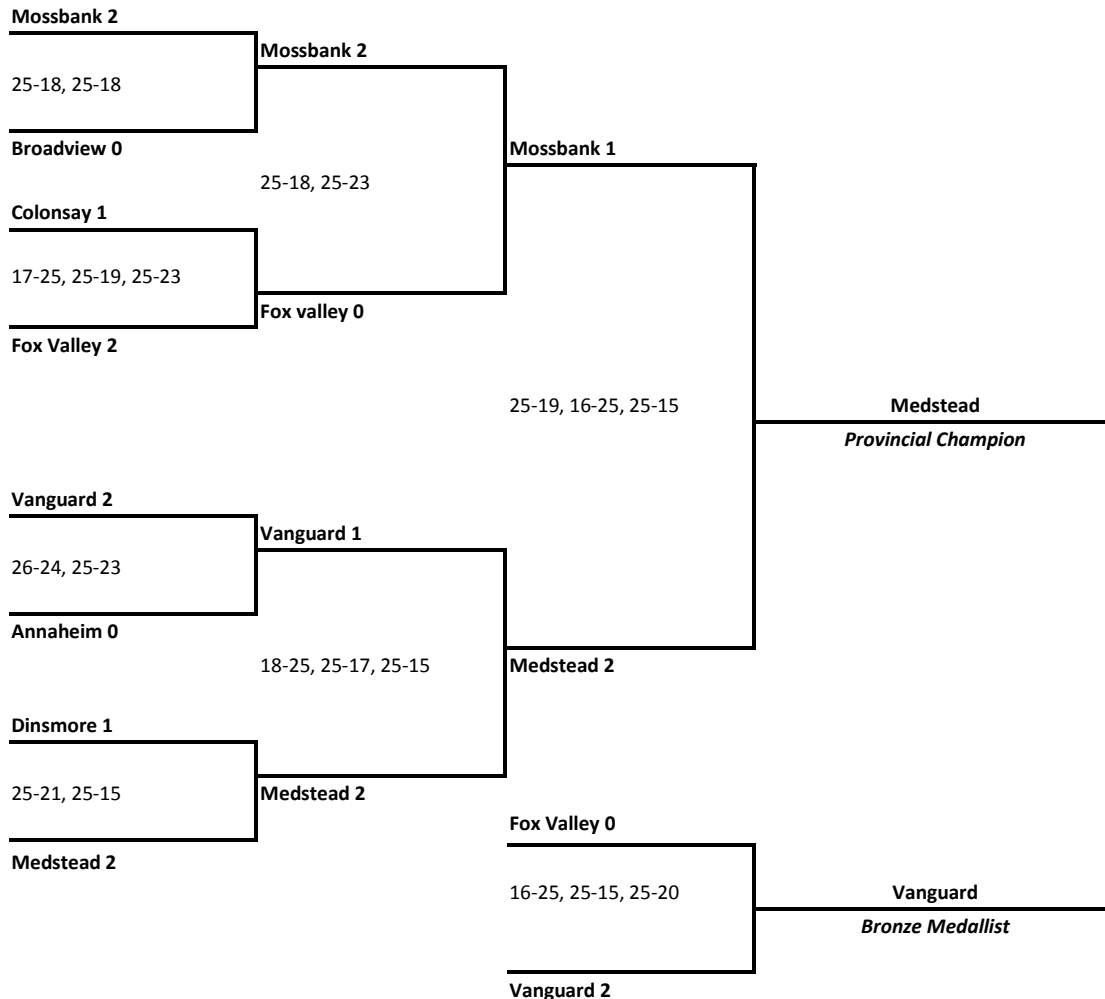 Mossbank 2
Mossbank 2
25-18, 25-18
Broadview 0
Mossbank 1
25-18, 25-23
Colonsay 1
17-25, 25-19, 25-23
Fox valley 0
Fox Valley 2
25-19, 16-25, 25-15
Medstead
Provincial Champion
Vanguard 2
Vanguard 1
26-24, 25-23
Annaheim 0
18-25, 25-17, 25-15
Medstead 2
Dinsmore 1
25-21, 25-15
Medstead 2
Medstead 2
Fox Valley 0
16-25, 25-15, 25-20
Vanguard
Bronze Medallist
Vanguard 2